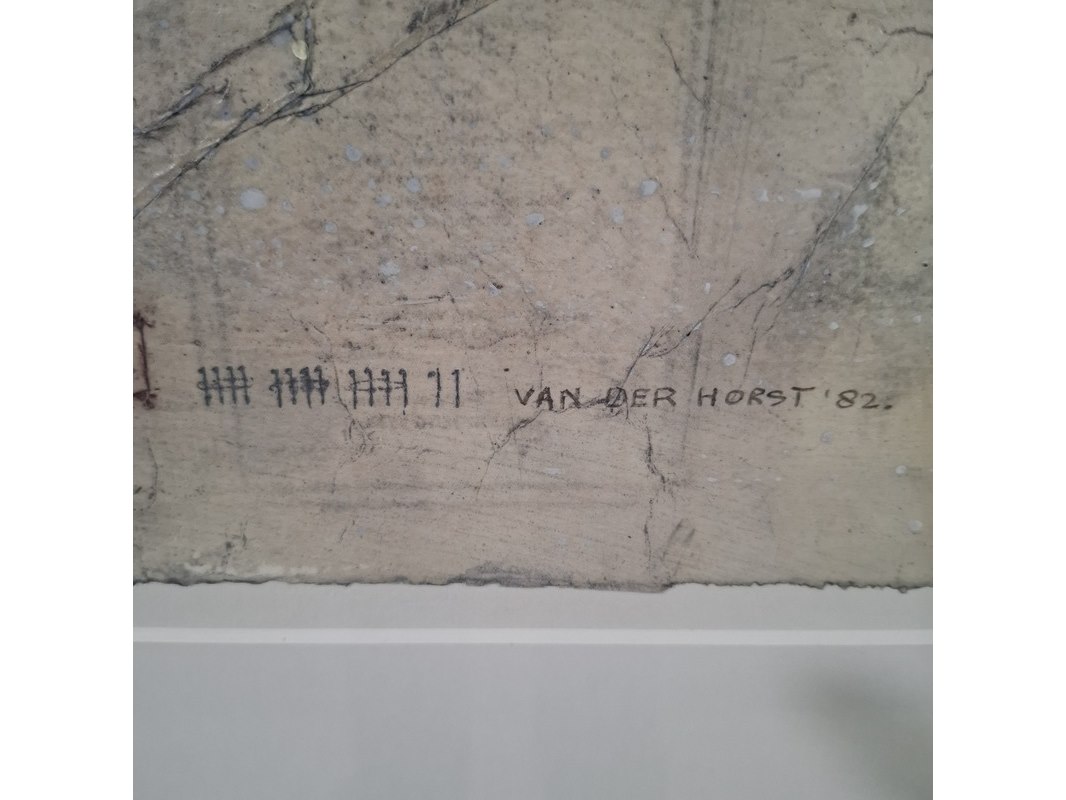 VAN DER HORST '82.